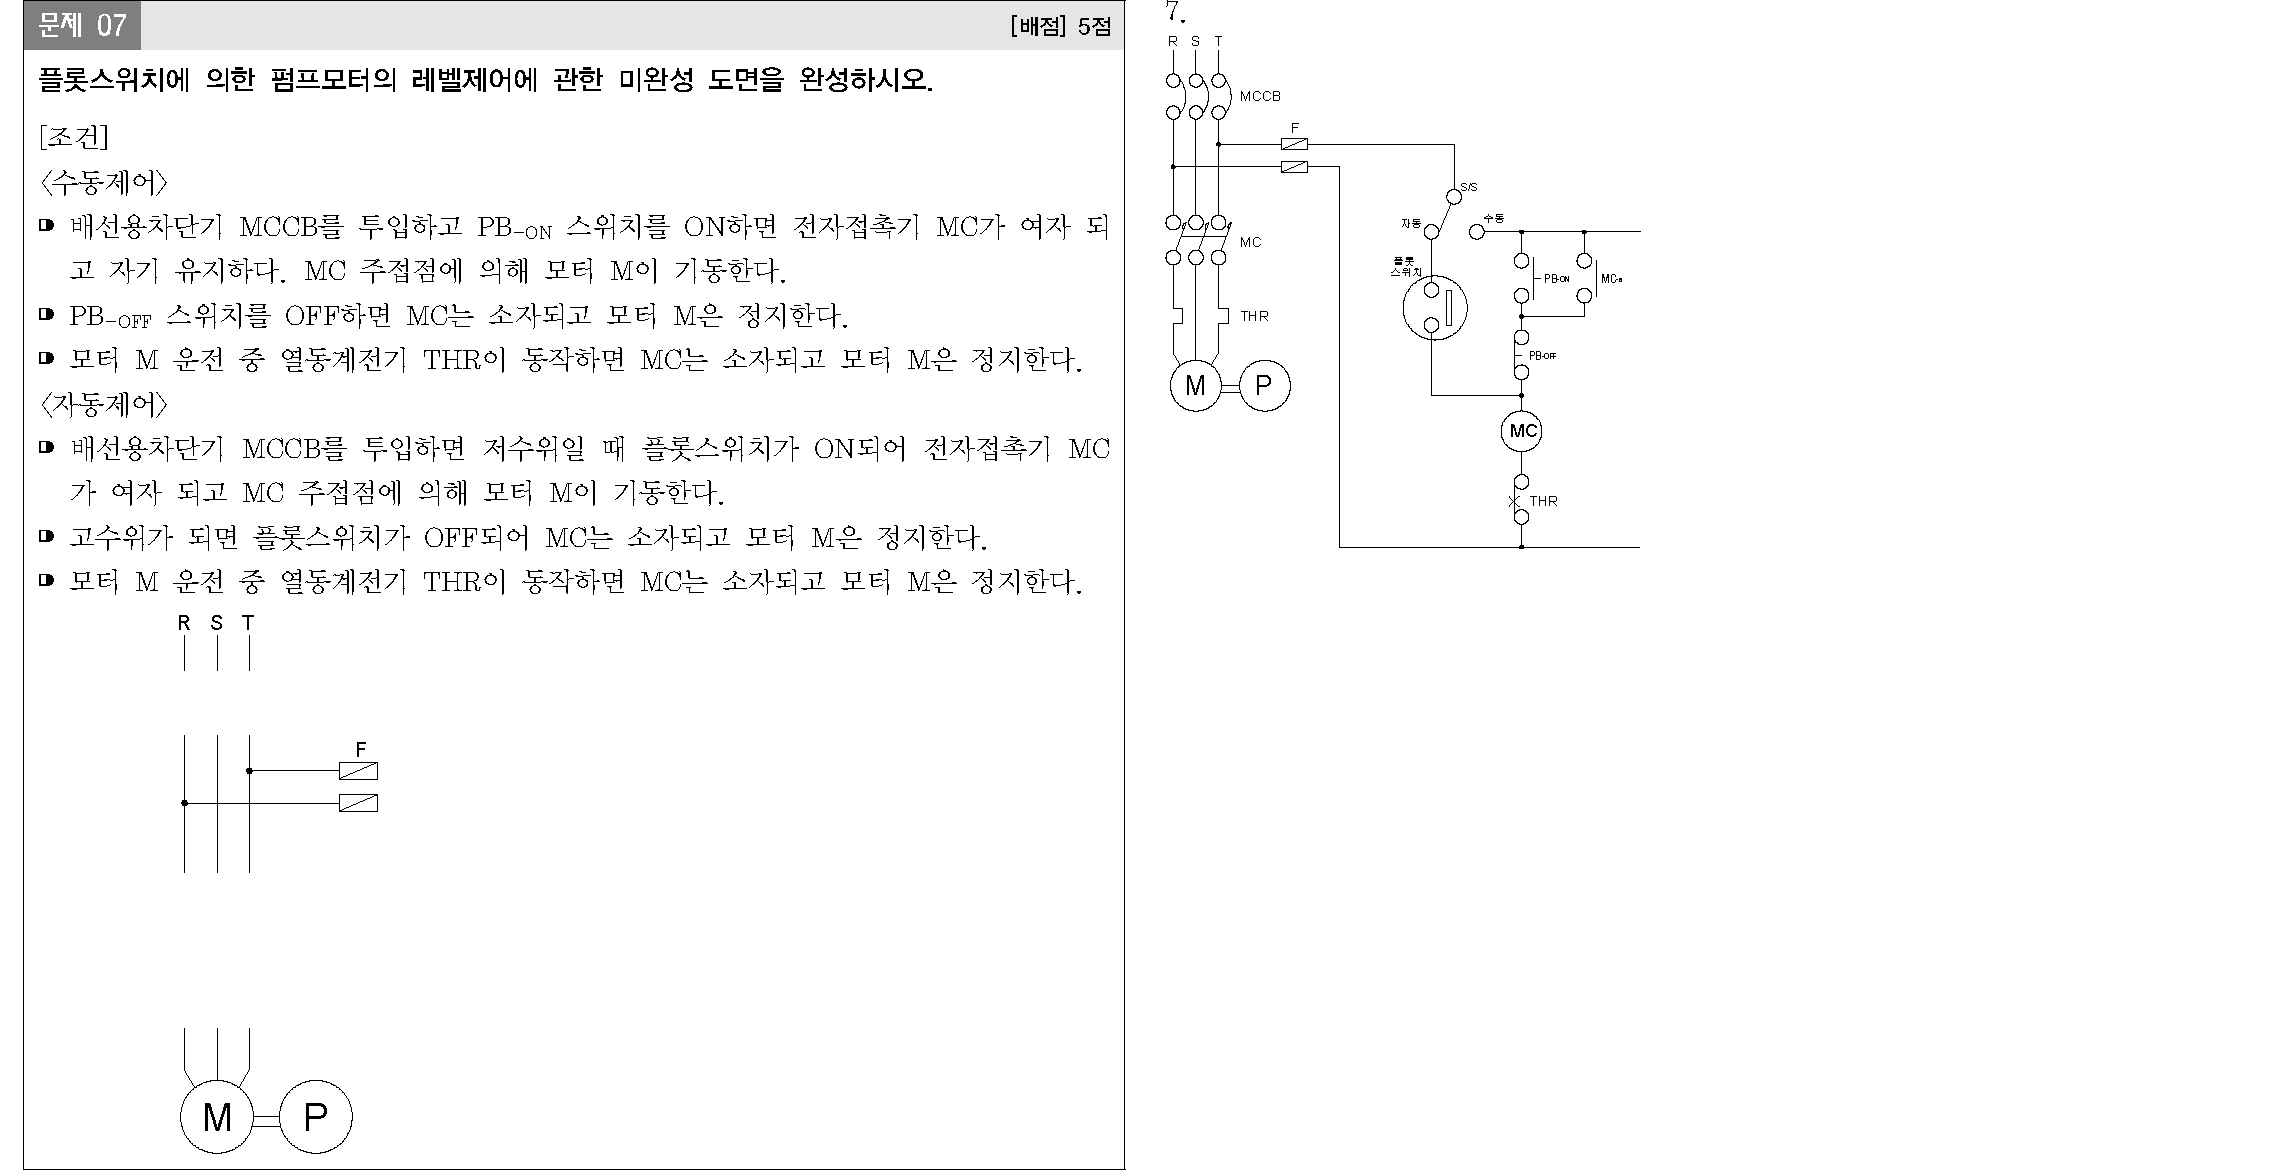 문제 07
[배점] 5점
플롯스위치에 의한 펌프모터의 레벨제어에 관한 미완성 도면을 완성하시오.
[조건]
〈수동제어〉
배선용차단기 MCCB를 투입하고 PB-ON 스위치를 ON하면 전자접촉기 MC가 여자 되
고 자기 유지하다. MC 주접점에 의해 모터 M이 기동한다.
PB-OFF 스위치를 OFF하면 MC는 소자되고 모터 M은 정지한다.
모터 M 운전 중 열동계전기 THR이 동작하면 MC는 소자되고 모터 M은 정지한다.
〈자동제어〉
배선용차단기 MCCB를 투입하면 저수위일 때 플롯스위치가 ON되어 전자접촉기 MC
가 여자 되고 MC 주접점에 의해 모터 M이 기동한다.
고수위가 되면 플롯스위치가 OFF되어 MC는 소자되고 모터 M은 정지한다.
모터 M 운전 중 열동계전기 THR이 동작하면 MC는 소자되고 모터 M은 정지한다.
R S T
F
M P
7.
R S T
MCCB
F
S/S
자동 수동
MC
플롯
스위치
PB-ON
THR
PB-OFF
M P
MC
THR